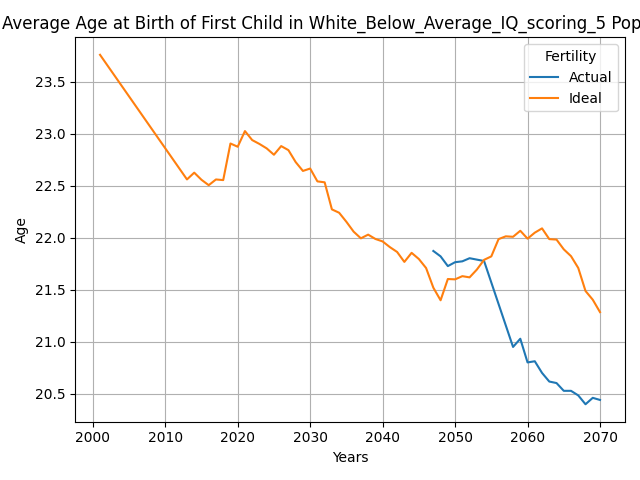 Average Age at Birth of First Child in White_Below_Average_IQ_scoring_5 Pop
Fertility
Actual
Ideal
23.5
23.0
22.5
22.0
21.5
21.0
20.5
Age
2000 2010 2020 2030 2040 2050 2060 2070
Years